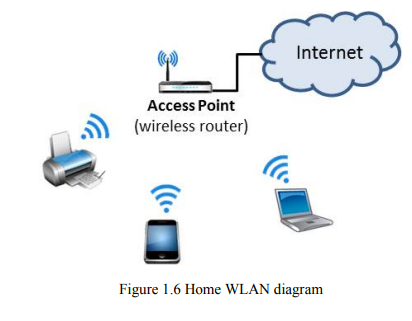 Internet
Access Point
(wireless router)
Figure 1.6 Home WLAN diagram